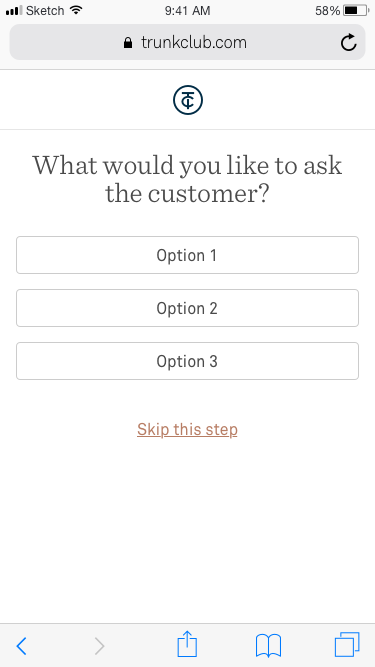 Sketch 9:41 AM 58%
trunkclub.com
What would you like to ask
the customer?
Option 1
Option 2
Option 3
Skip this step